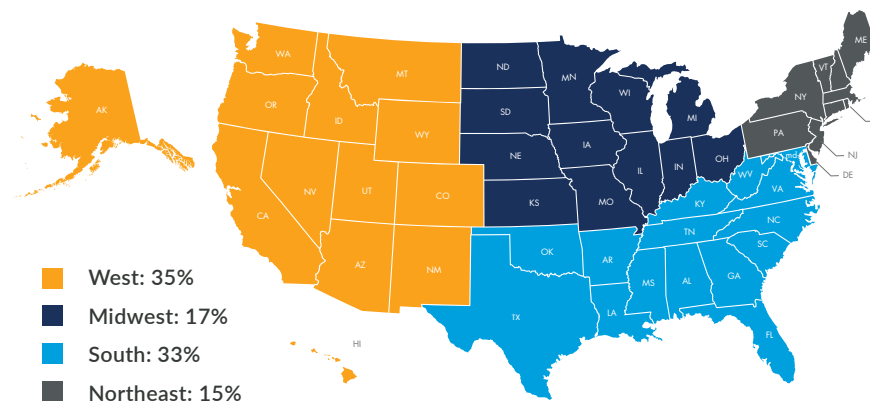 ME
WA
VT
MT
ND
MN
NY
AK
OR
WI
SD
MI
ID
PA
WY
NJ
IA
NE
OH
md
IL
IN
DE
NV
WV
UT
CO
VA
MO
KS
KY
CA
NC
TN
OK
AR
SC
AZ
NM
West: 35%
MS
AL
GA
LA
Midwest: 17%
TX
FL
HI
South: 33%
Northeast: 15%